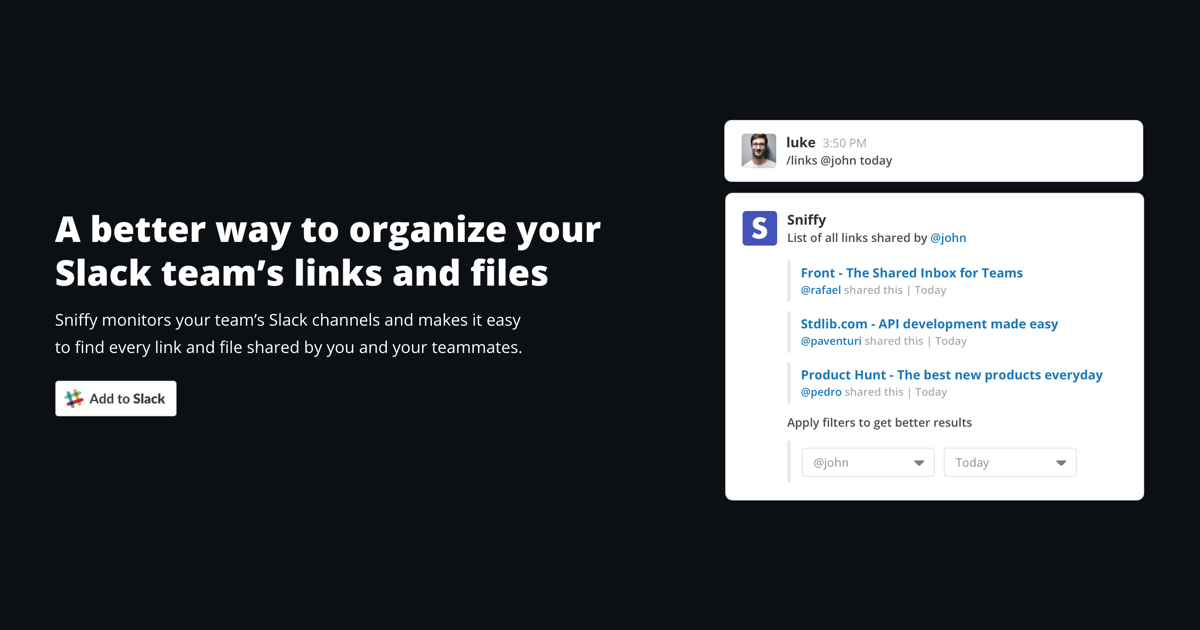 A better way to organize your
Slack team’s links and files
Sniffy monitors your team’s Slack channels and makes it easy
to find every link and file shared by you and your teammates.
Add to Slack
luke 3:50 PM
/links @john today
S
Sniffy
List of all links shared by @john
Front - The Shared Inbox for Teams
@rafael shared this | Today
Stdlib.com - API development made easy
@paventuri shared this | Today
Product Hunt - The best new products everyday
@pedro shared this | Today
Apply filters to get better results
@john Today